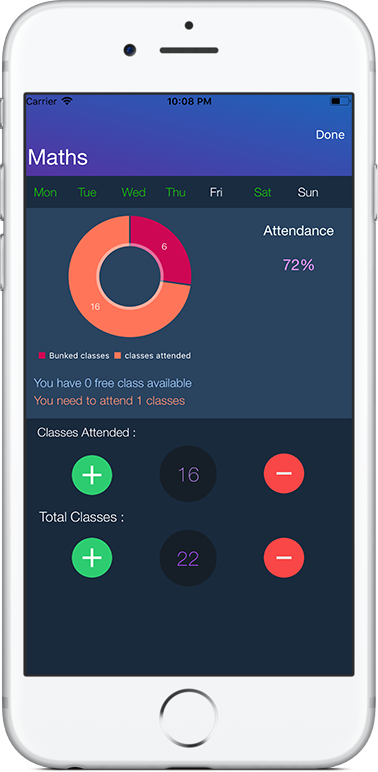 Carrier 10:08 PM
Done
Maths
Mon Tue Wed Thu Fri Sat Sun
Attendance
72%
6
16
Bunked classes classes attended
You have 0 free class available
You need to attend 1 classes
Classes Attended :
+ 16 −
Total Classes :
+ 22 −